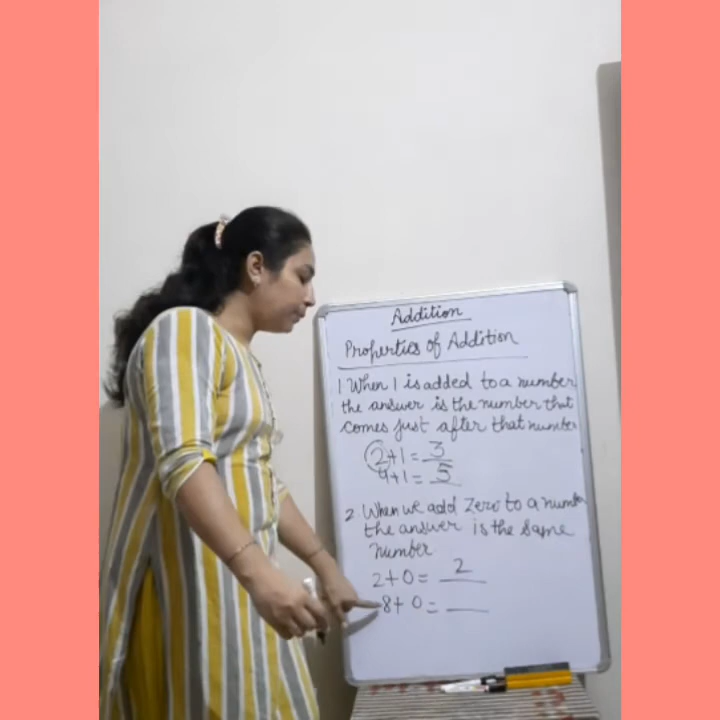 Addition
Properties of Addition
1 When 1 is added to a number
the answer is the number that
comes just after that number
2+1 = 3
4+1 = 5
2 When we add Zero to a number
the answer is the same
number.
2+0 = 2
8+ 0 = __